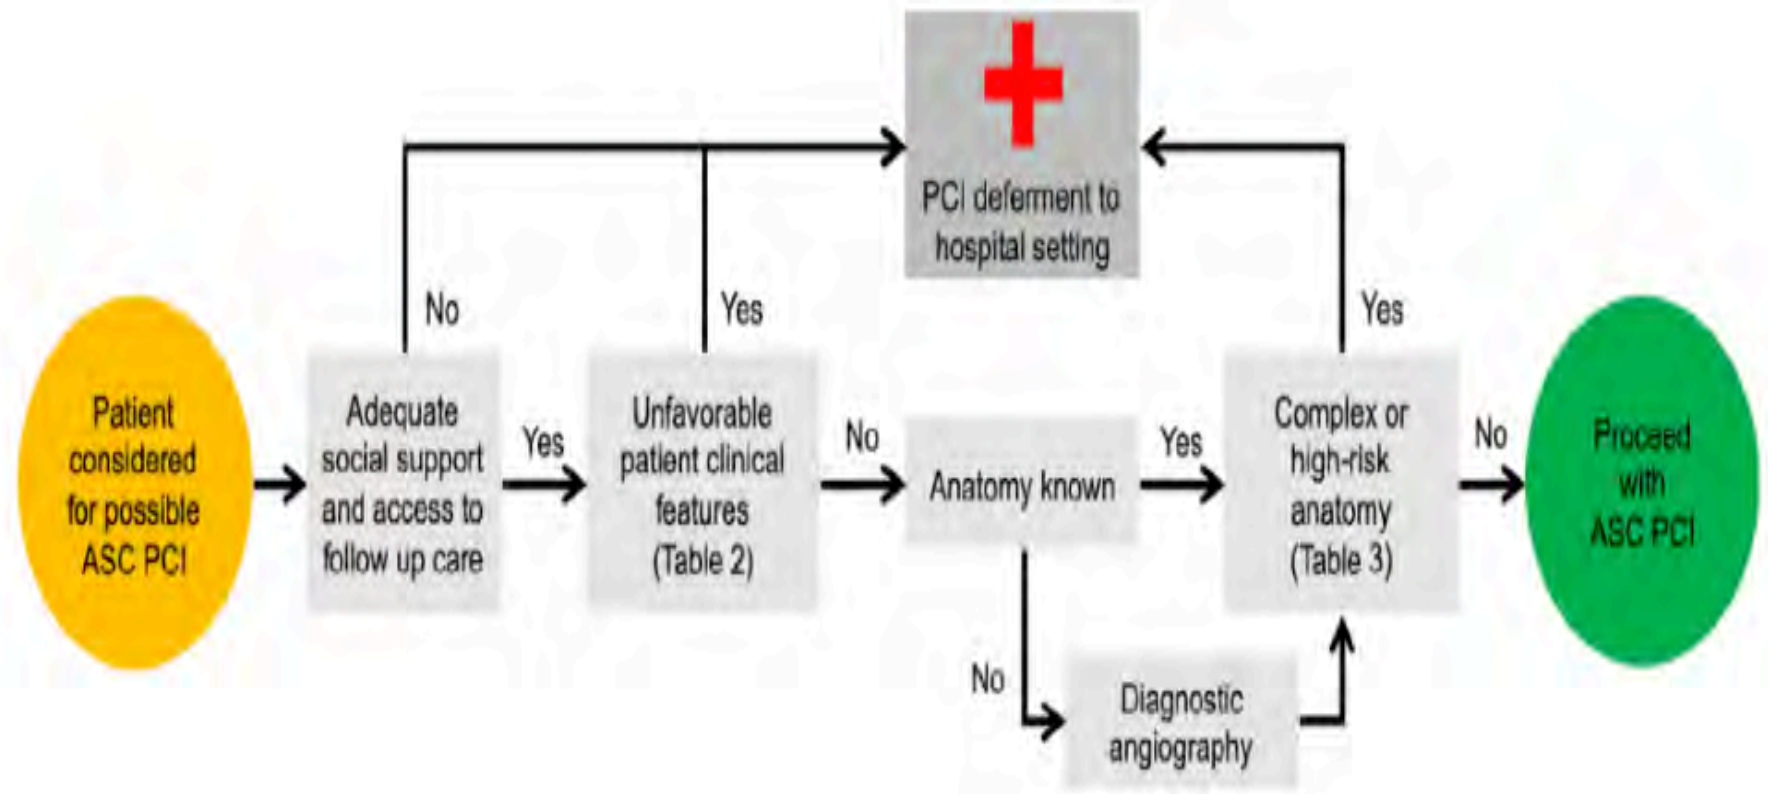 PCI deferment to
hospital setting
No
Yes
Yes
Patient
considered
for possible
ASC PCI
Adequate
social support
and access to
follow up care
Yes
Unfavorable
patient clinical
features
(Table 2)
No
Anatomy known
Yes
Complex or
high-risk
anatomy
(Table 3)
No
Proceed
with
ASC PCI
No
Diagnostic
angiography